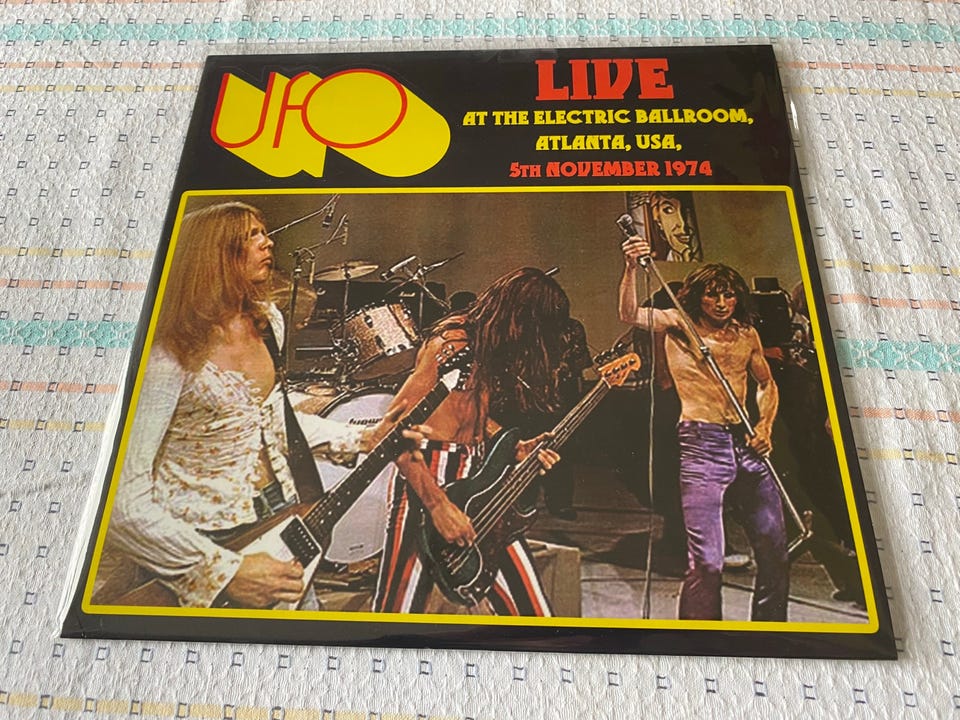 UFO
LIVE
AT THE ELECTRIC BALLROOM,
ATLANTA, USA,
5TH NOVEMBER 1974